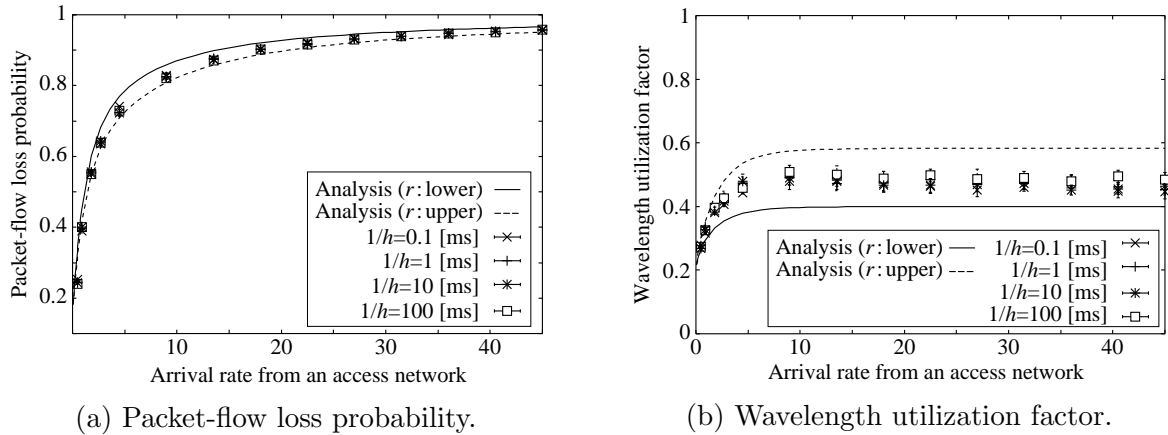 Packet-flow loss probability
1
0.8
0.6
0.4
0.2
10
20
30
40
Arrival rate from an access network
Analysis (r: lower)
Analysis (r: upper)
1/h=0.1 [ms]
1/h=1 [ms]
1/h=10 [ms]
1/h=100 [ms]
(a) Packet-flow loss probability.
Wavelength utilization factor
1
0.8
0.6
0.4
0.2
0
0
10
20
30
40
Arrival rate from an access network
Analysis (r: lower)
Analysis (r: upper)
1/h=0.1 [ms]
1/h=1 [ms]
1/h=10 [ms]
1/h=100 [ms]
(b) Wavelength utilization factor.